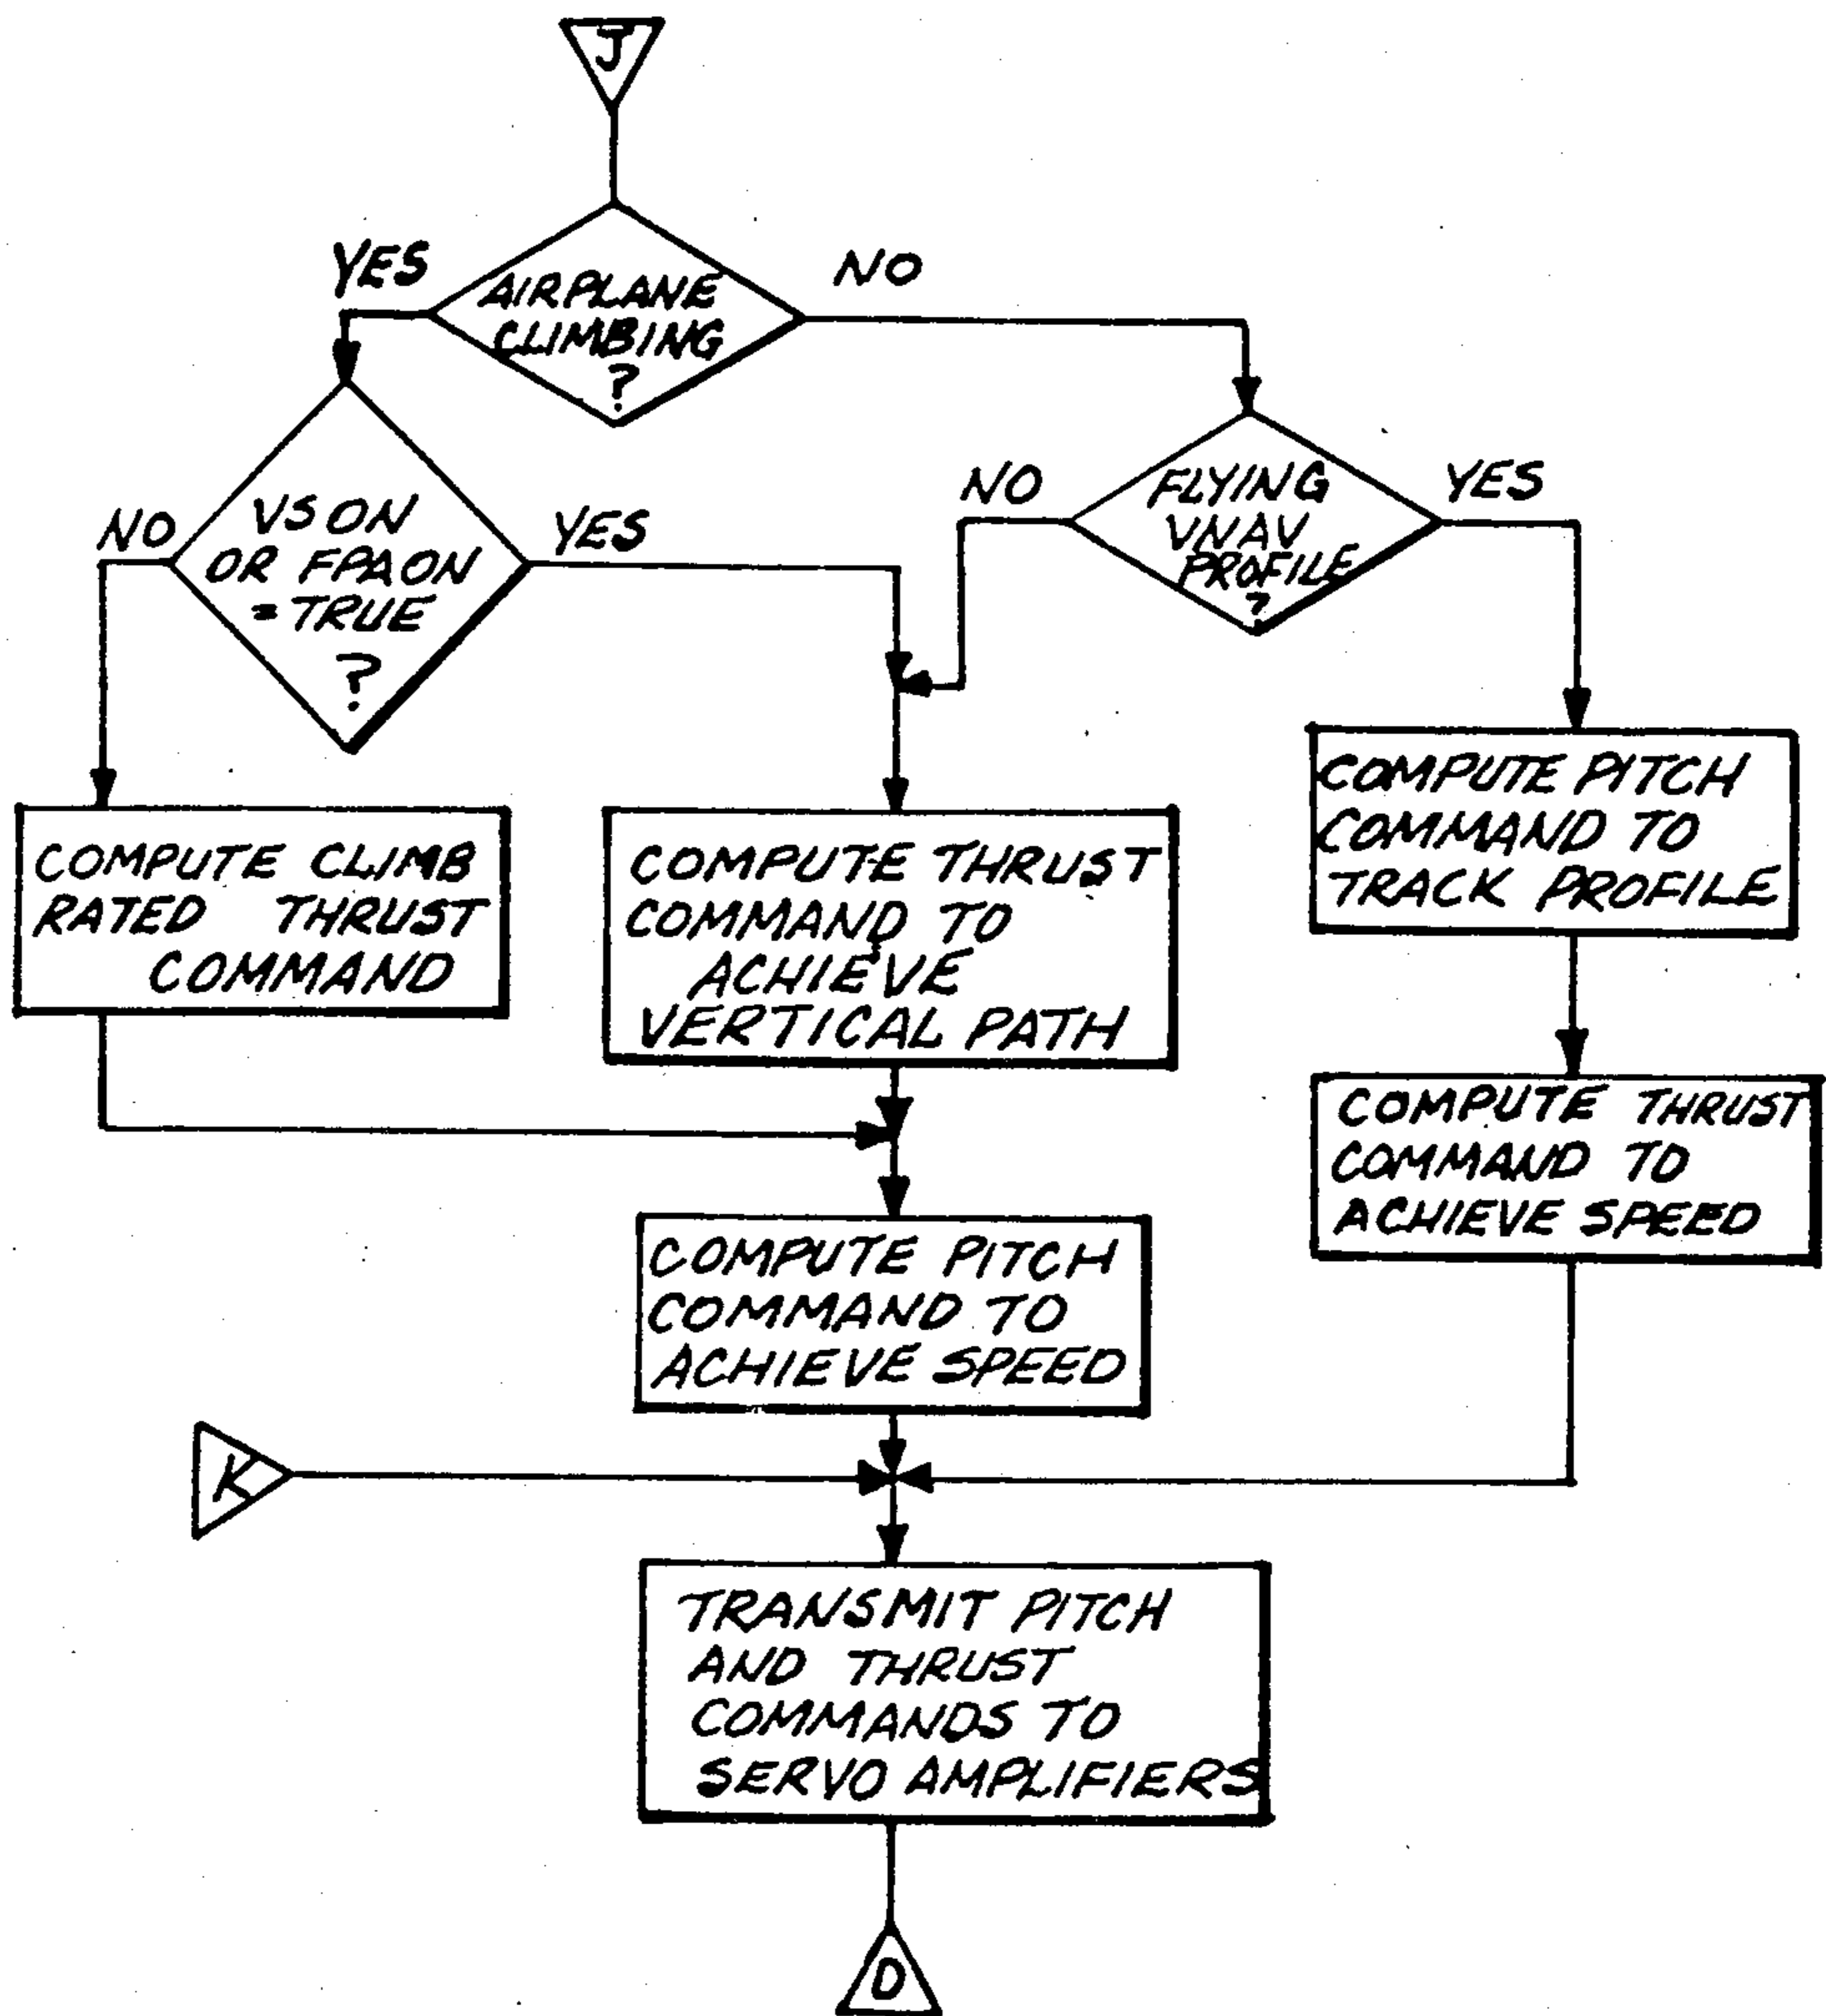 J
AIRPLANE
CLIMBING
?
YES
NO
VSON
OR FPAON
= TRUE
?
NO
YES
FLYING
VNAV
PROFILE
?
NO
YES
COMPUTE CLIMB
RATED THRUST
COMMAND
COMPUTE THRUST
COMMAND TO
ACHIEVE
VERTICAL PATH
COMPUTE PITCH
COMMAND TO
TRACK PROFILE
COMPUTE THRUST
COMMAND TO
ACHIEVE SPEED
COMPUTE PITCH
COMMAND TO
ACHIEVE SPEED
K
TRANSMIT PITCH
AND THRUST
COMMANDS TO
SERVO AMPLIFIERS
D